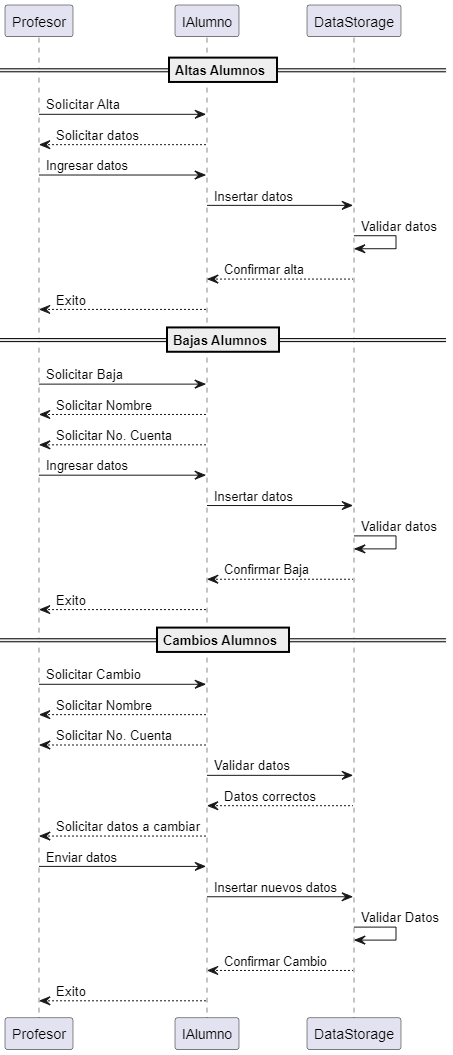 Profesor IAlumno DataStorage
Altas Alumnos
Solicitar Alta
Solicitar datos
Ingresar datos
Insertar datos
Validar datos
Confirmar alta
Exito
Bajas Alumnos
Solicitar Baja
Solicitar Nombre
Solicitar No. Cuenta
Ingresar datos
Insertar datos
Validar datos
Confirmar Baja
Exito
Cambios Alumnos
Solicitar Cambio
Solicitar Nombre
Solicitar No. Cuenta
Validar datos
Datos correctos
Solicitar datos a cambiar
Enviar datos
Insertar nuevos datos
Validar Datos
Confirmar Cambio
Exito
Profesor IAlumno DataStorage